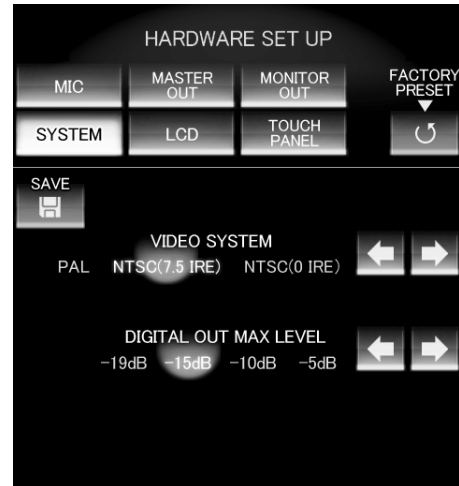 HARDWARE SET UP
MIC
MASTER
OUT
MONITOR
OUT
FACTORY
PRESET
SYSTEM
LCD
TOUCH
PANEL
SAVE
VIDEO SYSTEM
PAL NTSC(7.5 IRE) NTSC(0 IRE)
DIGITAL OUT MAX LEVEL
-19dB -15dB -10dB -5dB